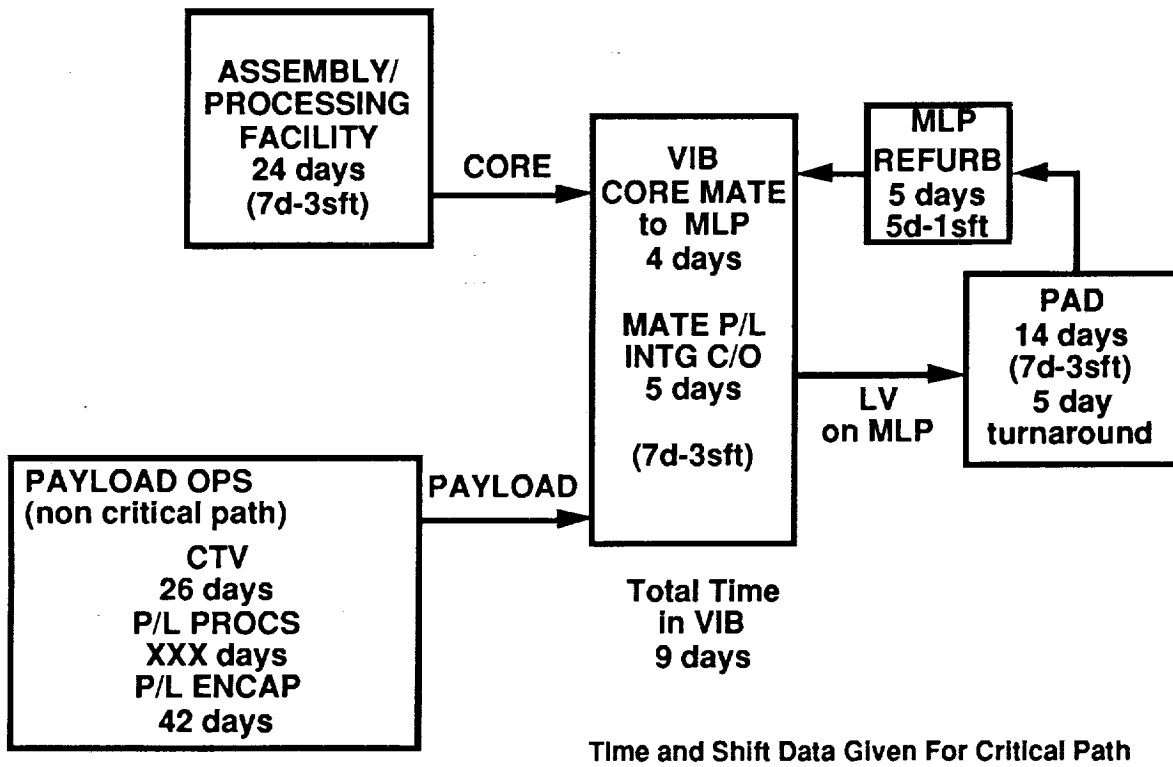 ASSEMBLY/
PROCESSING
FACILITY
24 days
(7d-3sft)
CORE
VIB
CORE MATE
to MLP
4 days
MATE P/L
INTG C/O
5 days
(7d-3sft)
MLP
REFURB
5 days
5d-1sft
PAD
14 days
(7d-3sft)
5 day
turnaround
LV
on MLP
PAYLOAD OPS
(non critical path)
CTV
26 days
P/L PROCS
XXX days
P/L ENCAP
42 days
PAYLOAD
Total Time
in VIB
9 days
Time and Shift Data Given For Critical Path